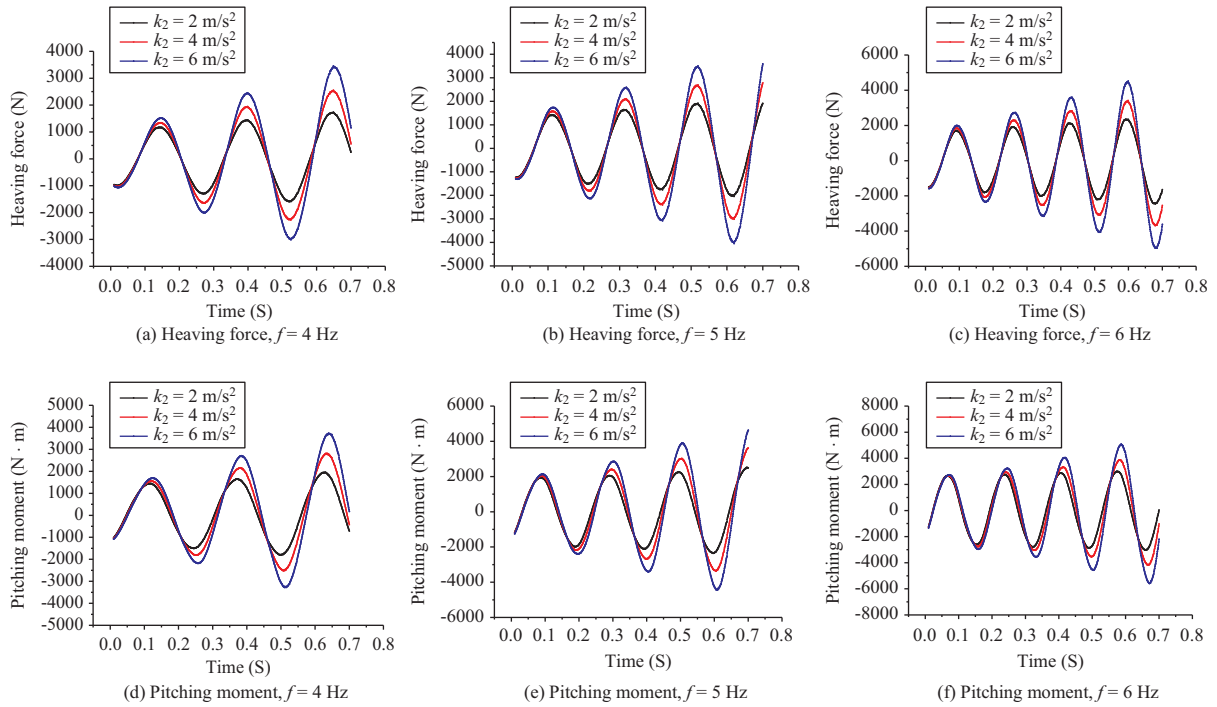 k2 = 2 m/s²
k2 = 4 m/s²
k2 = 6 m/s²
4000
3000
2000
1000
0
-1000
-2000
-3000
-4000
Heaving force (N)
0.0 0.1 0.2 0.3 0.4 0.5 0.6 0.7 0.8
Time (S)
(a) Heaving force, f = 4 Hz
k2 = 2 m/s²
k2 = 4 m/s²
k2 = 6 m/s²
5000
4000
3000
2000
1000
0
-1000
-2000
-3000
-4000
-5000
Heaving force (N)
0.0 0.1 0.2 0.3 0.4 0.5 0.6 0.7 0.8
Time (S)
(b) Heaving force, f = 5 Hz
k2 = 2 m/s²
k2 = 4 m/s²
k2 = 6 m/s²
6000
4000
2000
0
-2000
-4000
-6000
Heaving force (N)
0.0 0.1 0.2 0.3 0.4 0.5 0.6 0.7 0.8
Time (S)
(c) Heaving force, f = 6 Hz
k2 = 2 m/s²
k2 = 4 m/s²
k2 = 6 m/s²
5000
4000
3000
2000
1000
0
-1000
-2000
-3000
-4000
-5000
Pitching moment (N · m)
0.0 0.1 0.2 0.3 0.4 0.5 0.6 0.7 0.8
Time (S)
(d) Pitching moment, f = 4 Hz
k2 = 2 m/s²
k2 = 4 m/s²
k2 = 6 m/s²
6000
4000
2000
0
-2000
-4000
-6000
Pitching moment (N · m)
0.0 0.1 0.2 0.3 0.4 0.5 0.6 0.7 0.8
Time (S)
(e) Pitching moment, f = 5 Hz
k2 = 2 m/s²
k2 = 4 m/s²
k2 = 6 m/s²
8000
6000
4000
2000
0
-2000
-4000
-6000
-8000
Pitching moment (N · m)
0.0 0.1 0.2 0.3 0.4 0.5 0.6 0.7 0.8
Time (S)
(f) Pitching moment, f = 6 Hz